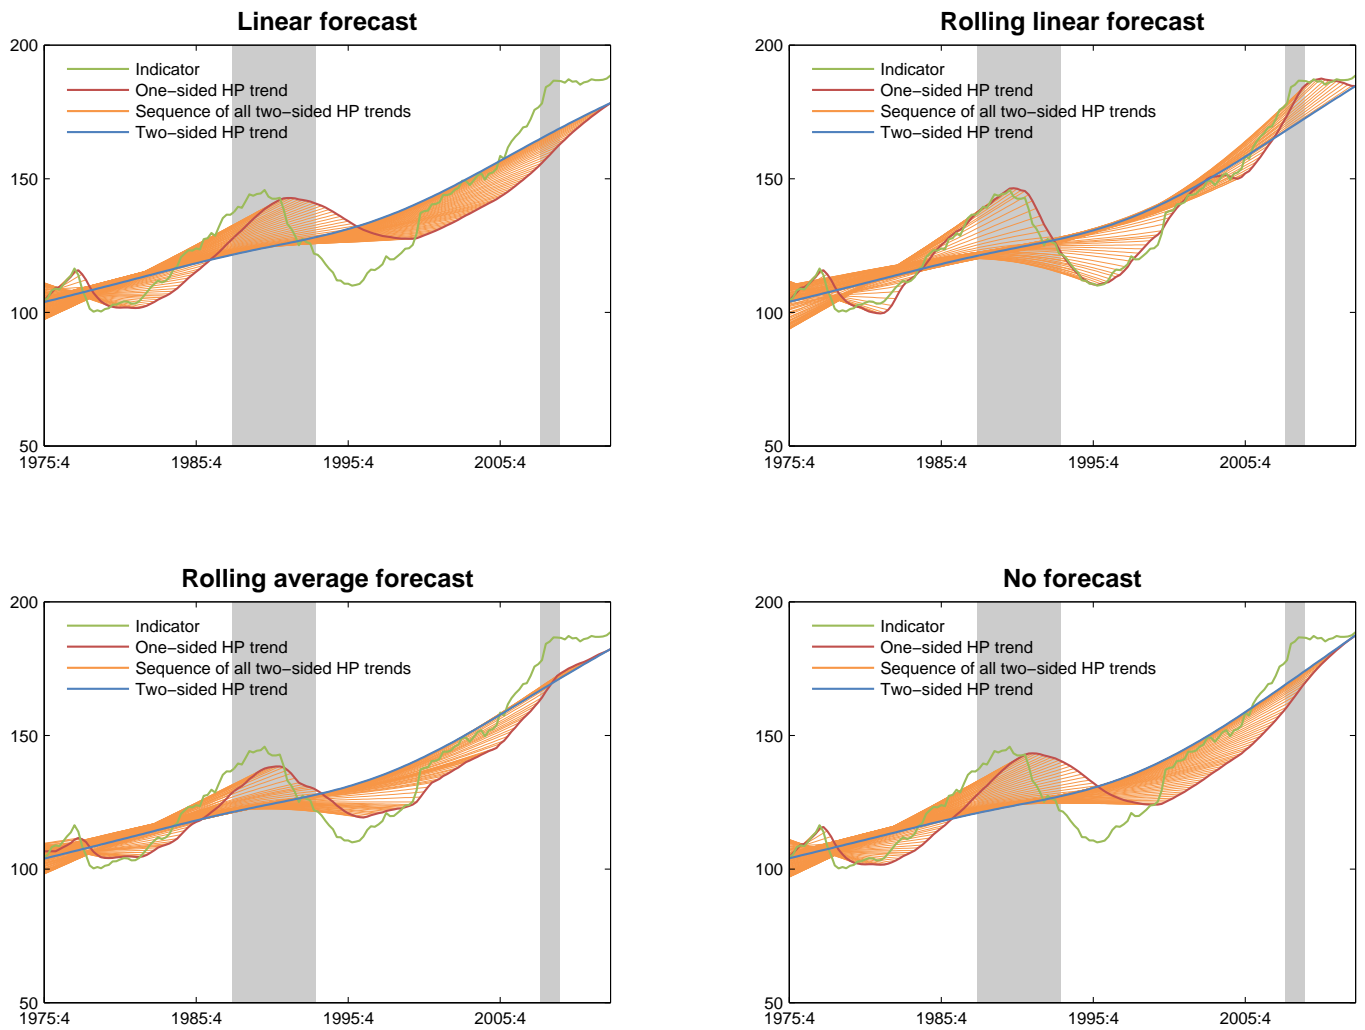 Linear forecast
200
150
100
50
1975:4 1985:4 1995:4 2005:4
Indicator
One−sided HP trend
Sequence of all two−sided HP trends
Two−sided HP trend
Rolling linear forecast
200
150
100
50
1975:4 1985:4 1995:4 2005:4
Indicator
One−sided HP trend
Sequence of all two−sided HP trends
Two−sided HP trend
Rolling average forecast
200
150
100
50
1975:4 1985:4 1995:4 2005:4
Indicator
One−sided HP trend
Sequence of all two−sided HP trends
Two−sided HP trend
No forecast
200
150
100
50
1975:4 1985:4 1995:4 2005:4
Indicator
One−sided HP trend
Sequence of all two−sided HP trends
Two−sided HP trend